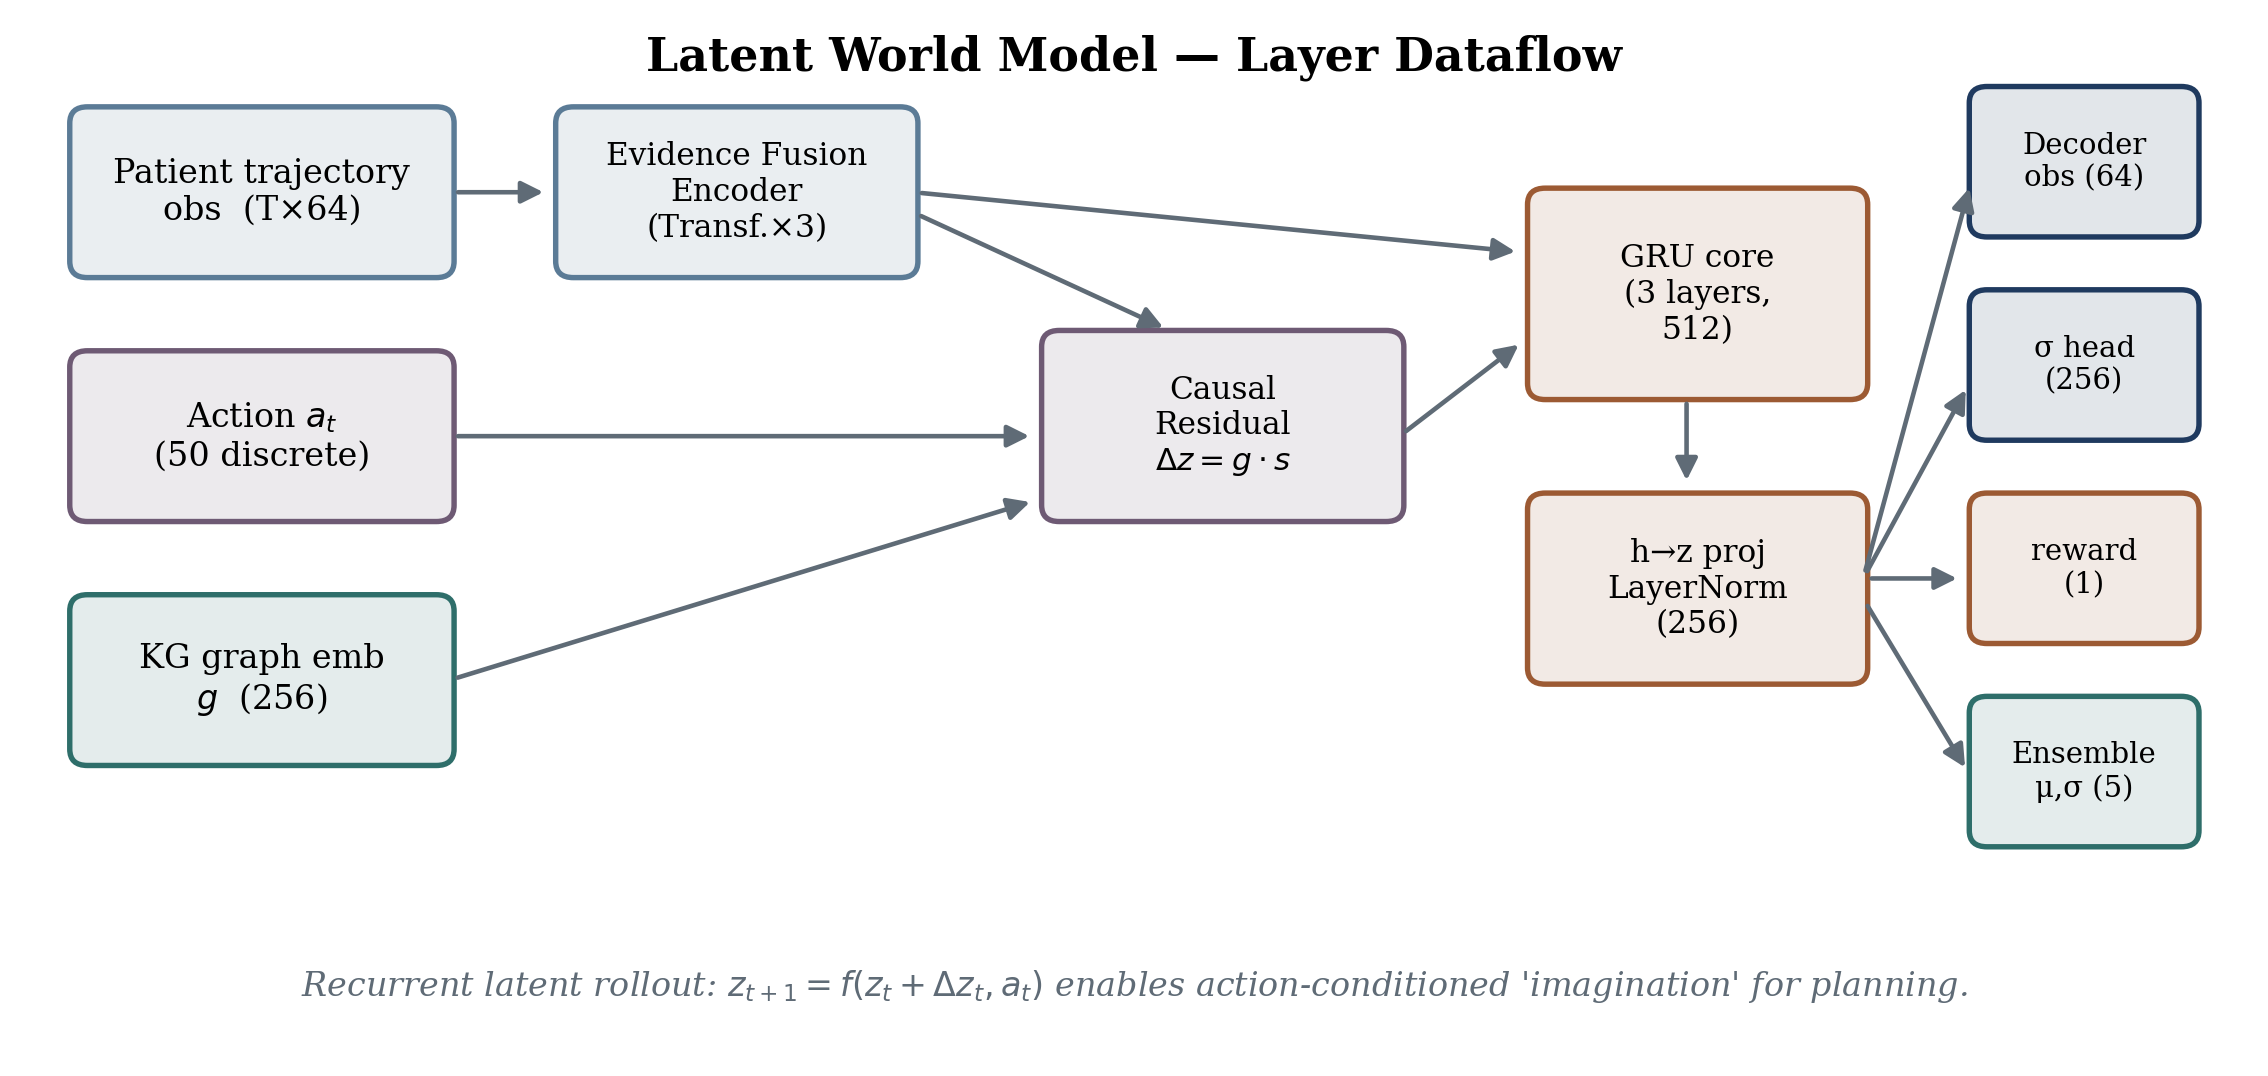 Latent World Model — Layer Dataflow
Patient trajectory
obs (T×64)
Evidence Fusion
Encoder
(Transf.×3)
Action a_t
(50 discrete)
KG graph emb
g (256)
Causal
Residual
Δz = g · s
GRU core
(3 layers,
512)
h→z proj
LayerNorm
(256)
Decoder
obs (64)
σ head
(256)
reward
(1)
Ensemble
μ,σ (5)
Recurrent latent rollout: z_{t+1} = f(z_t + Δz_t, a_t) enables action-conditioned 'imagination' for planning.